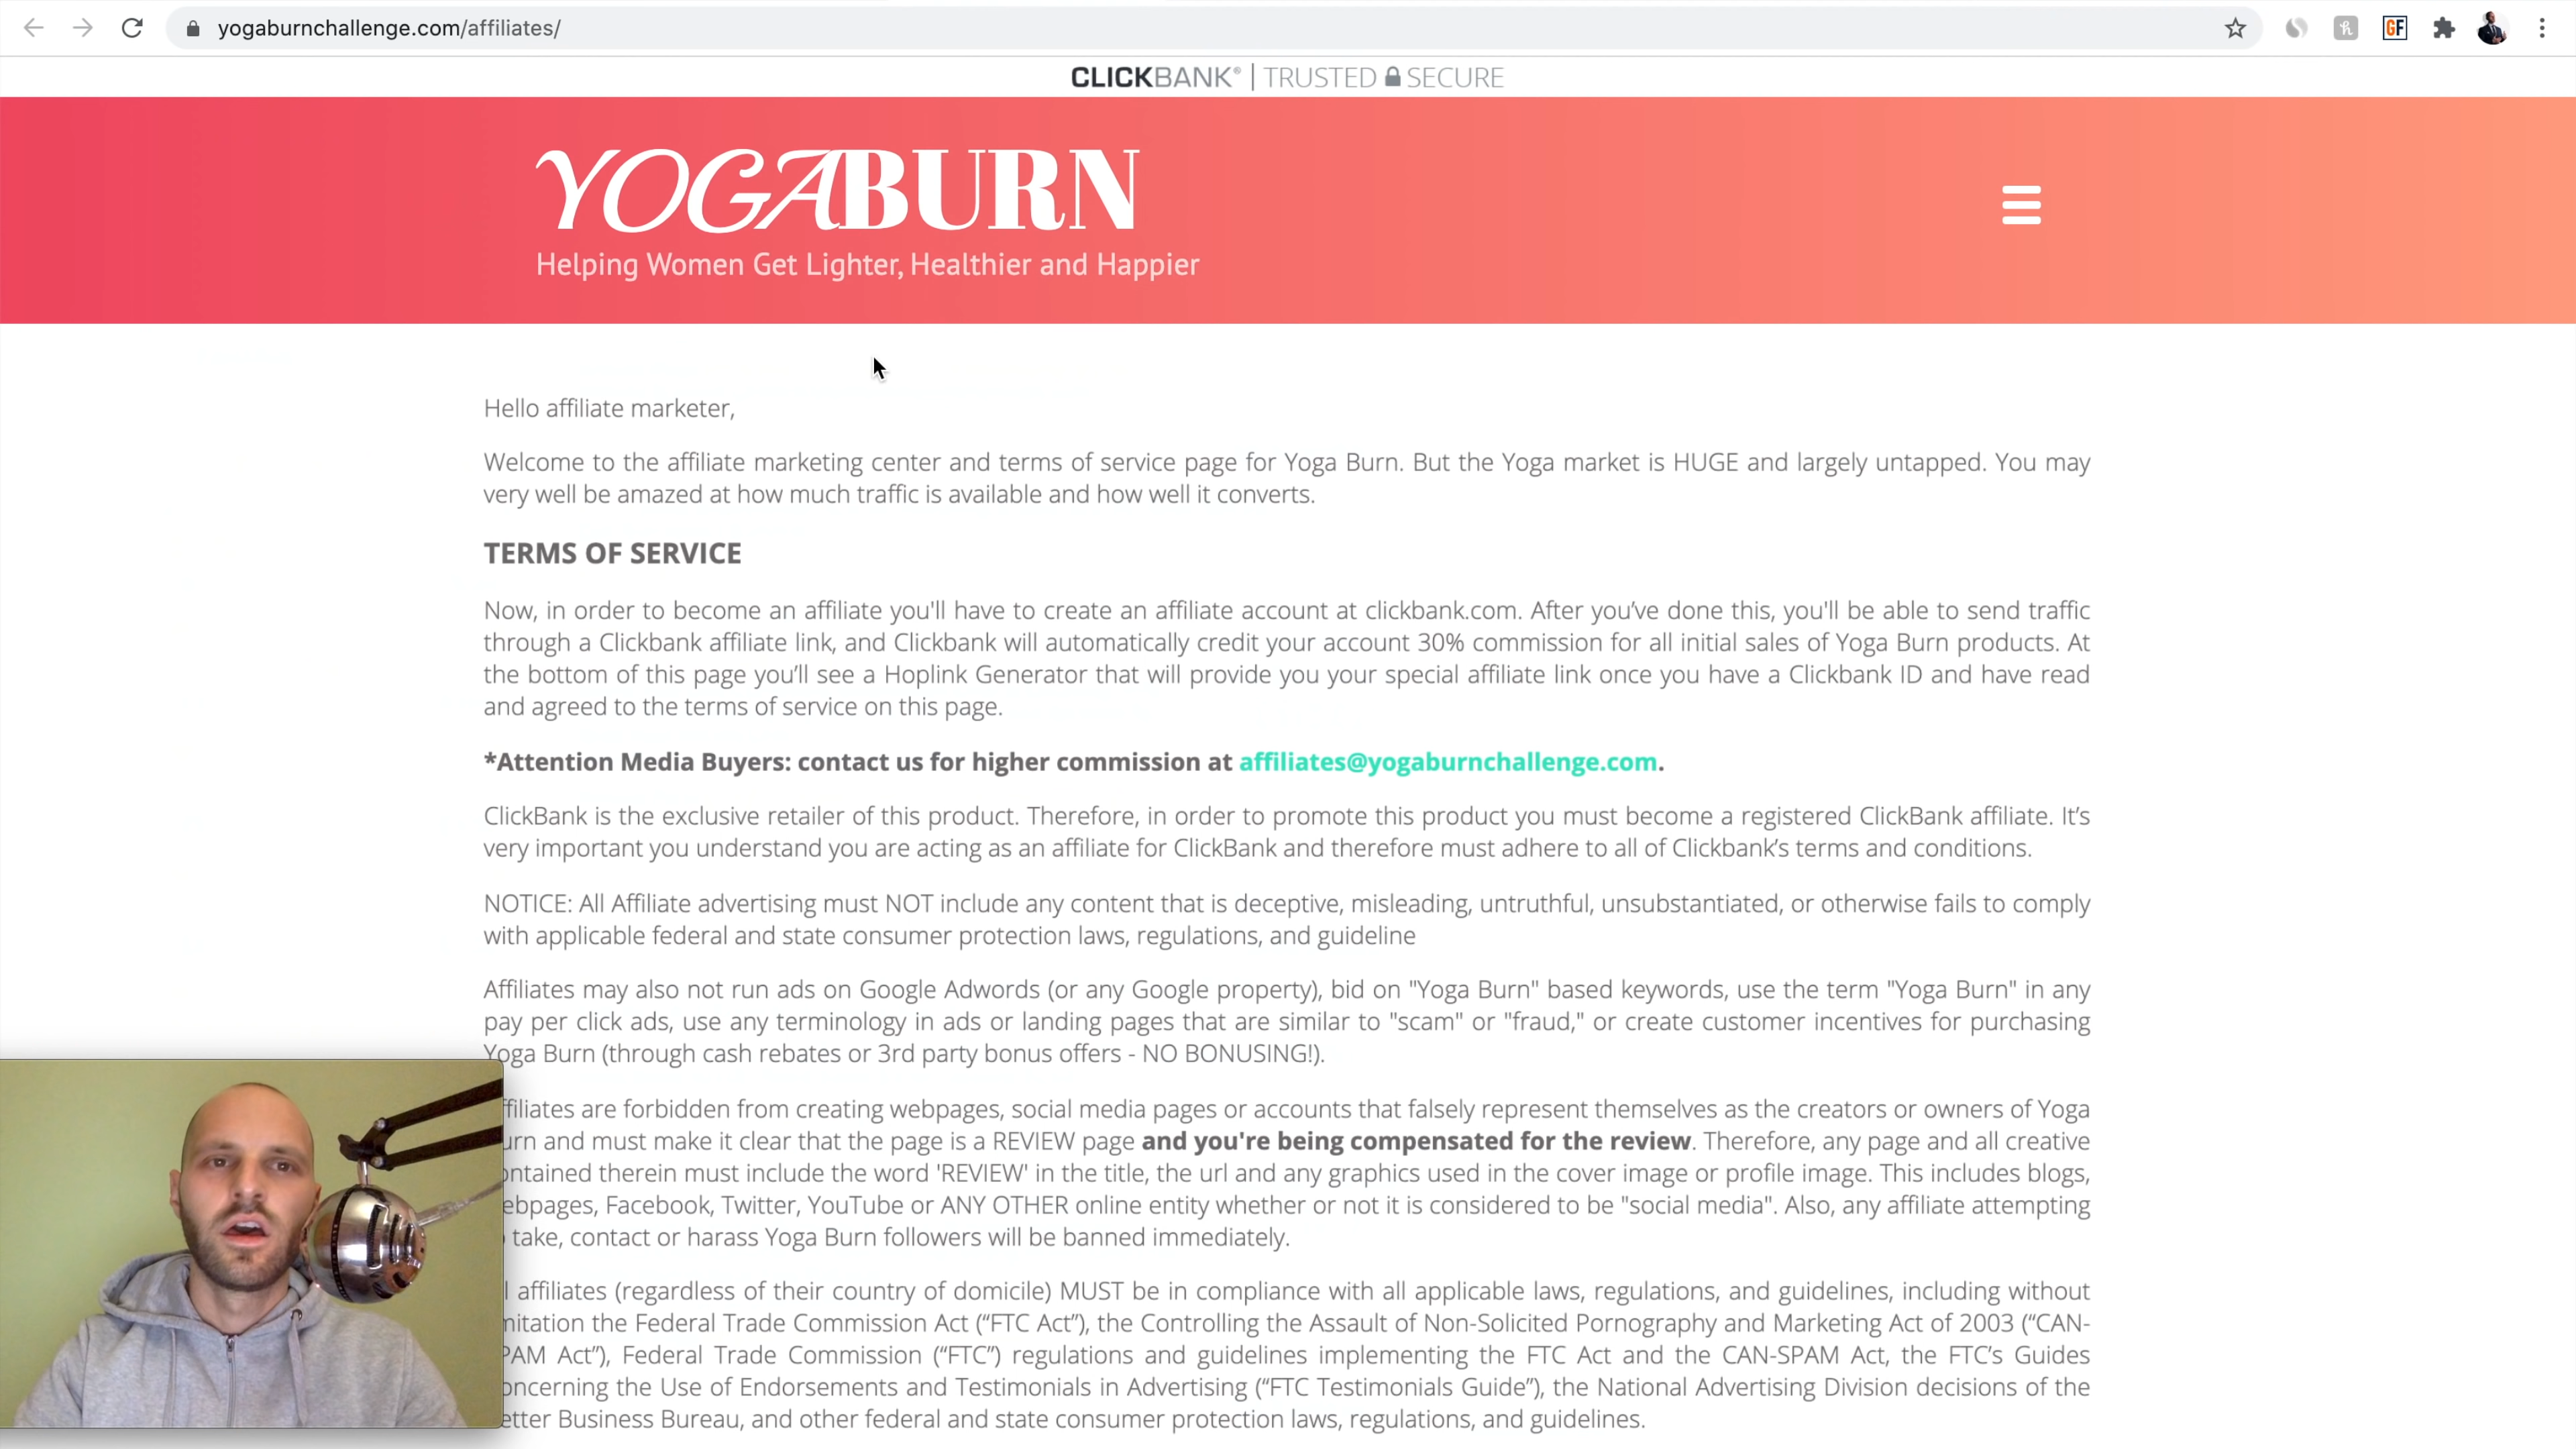 yogaburnchallenge.com/affiliates/
GF
CLICKBANK® | TRUSTED SECURE
YOGABURN
Helping Women Get Lighter, Healthier and Happier
Hello affiliate marketer,
Welcome to the affiliate marketing center and terms of service page for Yoga Burn. But the Yoga market is HUGE and largely untapped. You may
very well be amazed at how much traffic is available and how well it converts.
TERMS OF SERVICE
Now, in order to become an affiliate you'll have to create an affiliate account at clickbank.com. After you’ve done this, you'll be able to send traffic
through a Clickbank affiliate link, and Clickbank will automatically credit your account 30% commission for all initial sales of Yoga Burn products. At
the bottom of this page you’ll see a Hoplink Generator that will provide you your special affiliate link once you have a Clickbank ID and have read
and agreed to the terms of service on this page.
*Attention Media Buyers: contact us for higher commission at affiliates@yogaburnchallenge.com.
ClickBank is the exclusive retailer of this product. Therefore, in order to promote this product you must become a registered ClickBank affiliate. It’s
very important you understand you are acting as an affiliate for ClickBank and therefore must adhere to all of Clickbank’s terms and conditions.
NOTICE: All Affiliate advertising must NOT include any content that is deceptive, misleading, untruthful, unsubstantiated, or otherwise fails to comply
with applicable federal and state consumer protection laws, regulations, and guideline
Affiliates may also not run ads on Google Adwords (or any Google property), bid on "Yoga Burn" based keywords, use the term "Yoga Burn" in any
pay per click ads, use any terminology in ads or landing pages that are similar to "scam" or "fraud," or create customer incentives for purchasing
Yoga Burn (through cash rebates or 3rd party bonus offers - NO BONUSING!).
ffiliates are forbidden from creating webpages, social media pages or accounts that falsely represent themselves as the creators or owners of Yoga
urn and must make it clear that the page is a REVIEW page and you're being compensated for the review. Therefore, any page and all creative
ontained therein must include the word 'REVIEW' in the title, the url and any graphics used in the cover image or profile image. This includes blogs,
ebpages, Facebook, Twitter, YouTube or ANY OTHER online entity whether or not it is considered to be "social media". Also, any affiliate attempting
take, contact or harass Yoga Burn followers will be banned immediately.
l affiliates (regardless of their country of domicile) MUST be in compliance with all applicable laws, regulations, and guidelines, including without
mitation the Federal Trade Commission Act (“FTC Act”), the Controlling the Assault of Non-Solicited Pornography and Marketing Act of 2003 (“CAN-
PAM Act”), Federal Trade Commission (“FTC”) regulations and guidelines implementing the FTC Act and the CAN-SPAM Act, the FTC’s Guides
oncerning the Use of Endorsements and Testimonials in Advertising (“FTC Testimonials Guide”), the National Advertising Division decisions of the
etter Business Bureau, and other federal and state consumer protection laws, regulations, and guidelines.